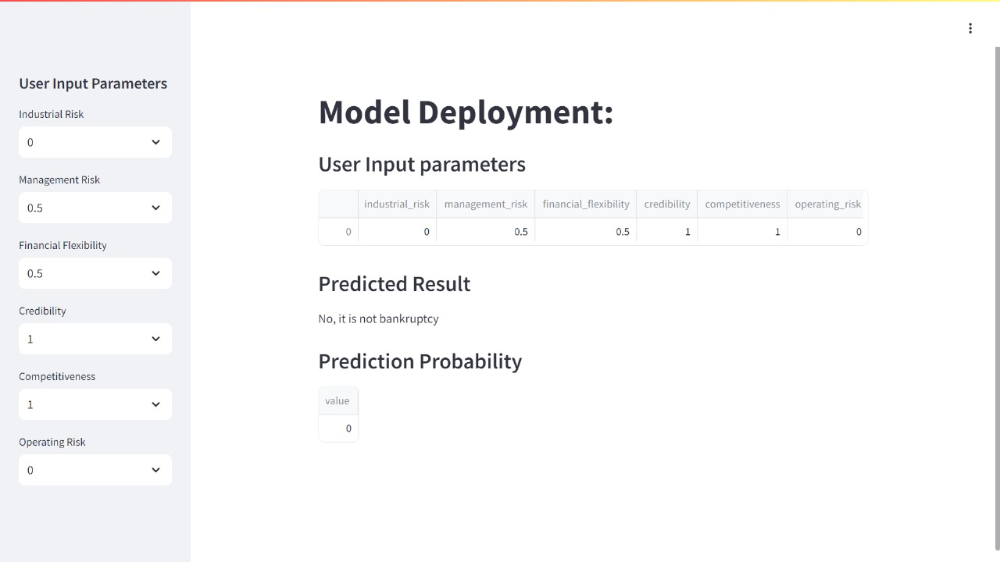 User Input Parameters
Industrial Risk
0
Management Risk
0.5
Financial Flexibility
0.5
Credibility
1
Competitiveness
1
Operating Risk
0
Model Deployment:
User Input parameters
industrial_risk management_risk financial_flexibility credibility competitiveness operating_risk
0 0 0.5 0.5 1 1 0
Predicted Result
No, it is not bankruptcy
Prediction Probability
value
0